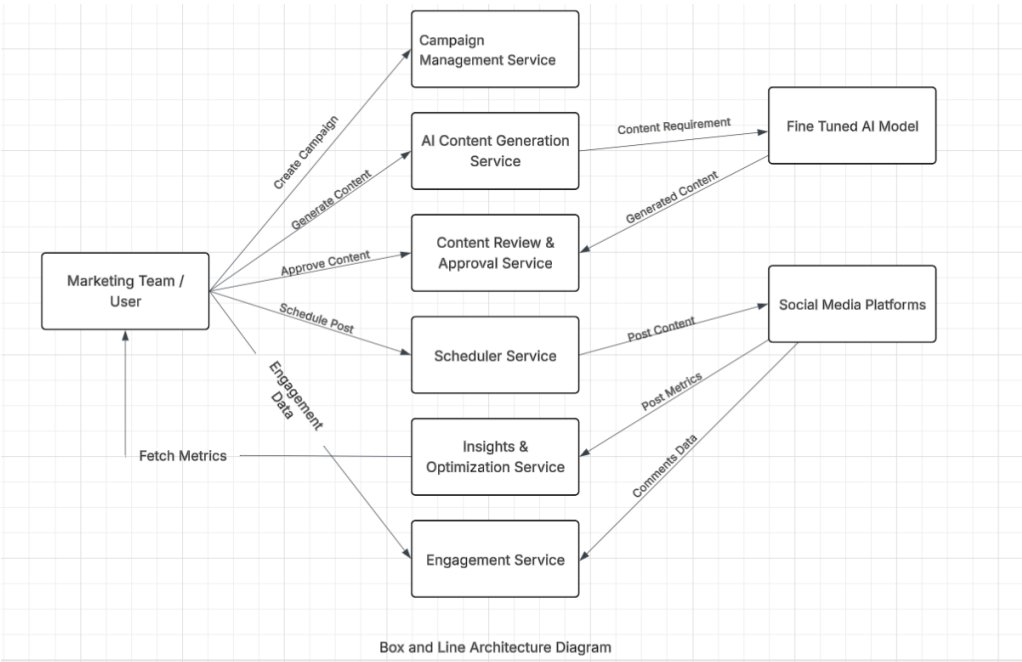 Campaign
Management Service
Create Campaign
AI Content Generation
Service
Content Requirement
Fine Tuned AI Model
Generate Content
Generated Content
Content Review &
Approval Service
Approve Content
Marketing Team /
User
Social Media Platforms
Schedule Post
Scheduler Service
Post Content
Engagement
Data
Post Metrics
Fetch Metrics
Insights &
Optimization Service
Comments Data
Engagement Service
Box and Line Architecture Diagram